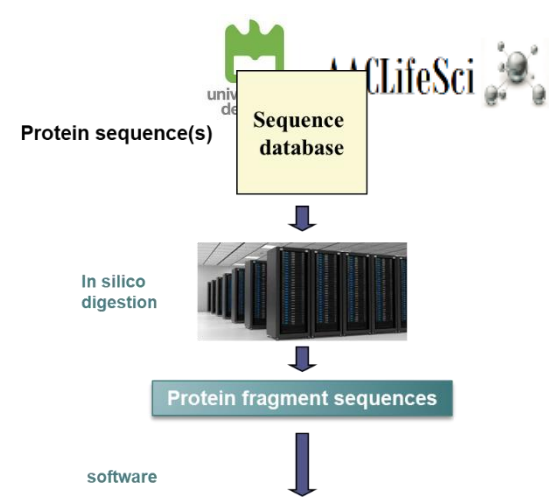 Protein sequence(s)
Sequence
database
In silico
digestion
Protein fragment sequences
software